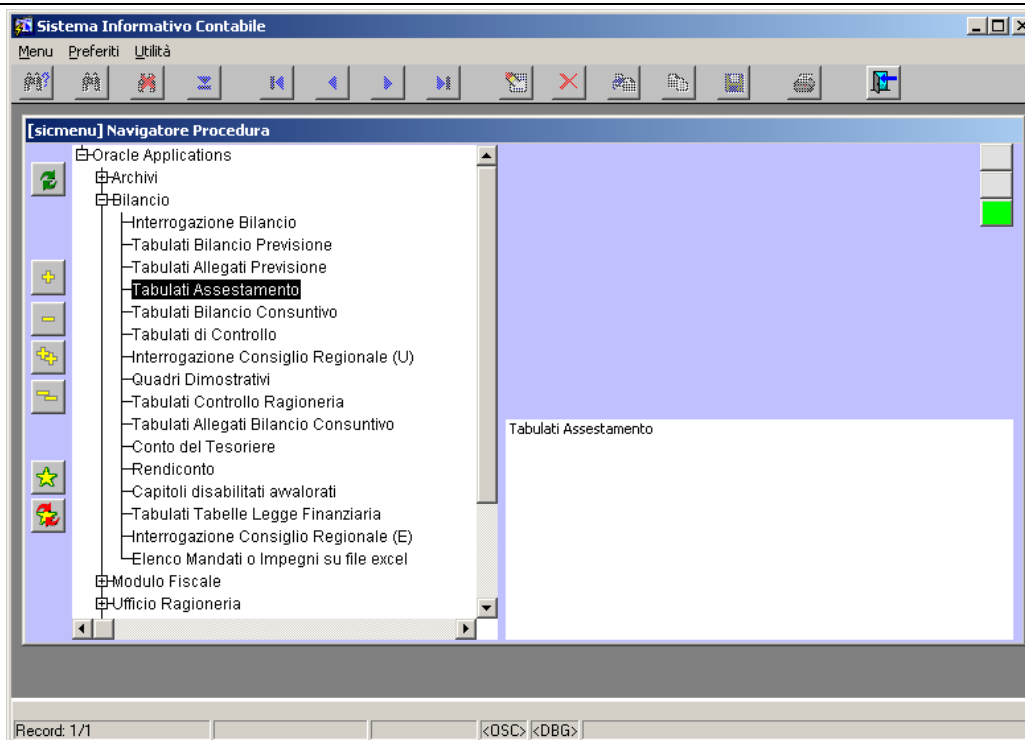 Sistema Informativo Contabile
Menu Preferiti Utilità
[sicmenu] Navigatore Procedura
Oracle Applications
Archivi
Bilancio
Interrogazione Bilancio
Tabulati Bilancio Previsione
Tabulati Allegati Previsione
Tabulati Assestamento
Tabulati Bilancio Consuntivo
Tabulati di Controllo
Interrogazione Consiglio Regionale (U)
Quadri Dimostrativi
Tabulati Controllo Ragioneria
Tabulati Allegati Bilancio Consuntivo
Conto del Tesoriere
Rendiconto
Capitoli disabilitati avvalorati
Tabulati Tabelle Legge Finanziaria
Interrogazione Consiglio Regionale (E)
Elenco Mandati o Impegni su file excel
Modulo Fiscale
Ufficio Ragioneria
Tabulati Assestamento
Record: 1/1 <OSC> <DBG>